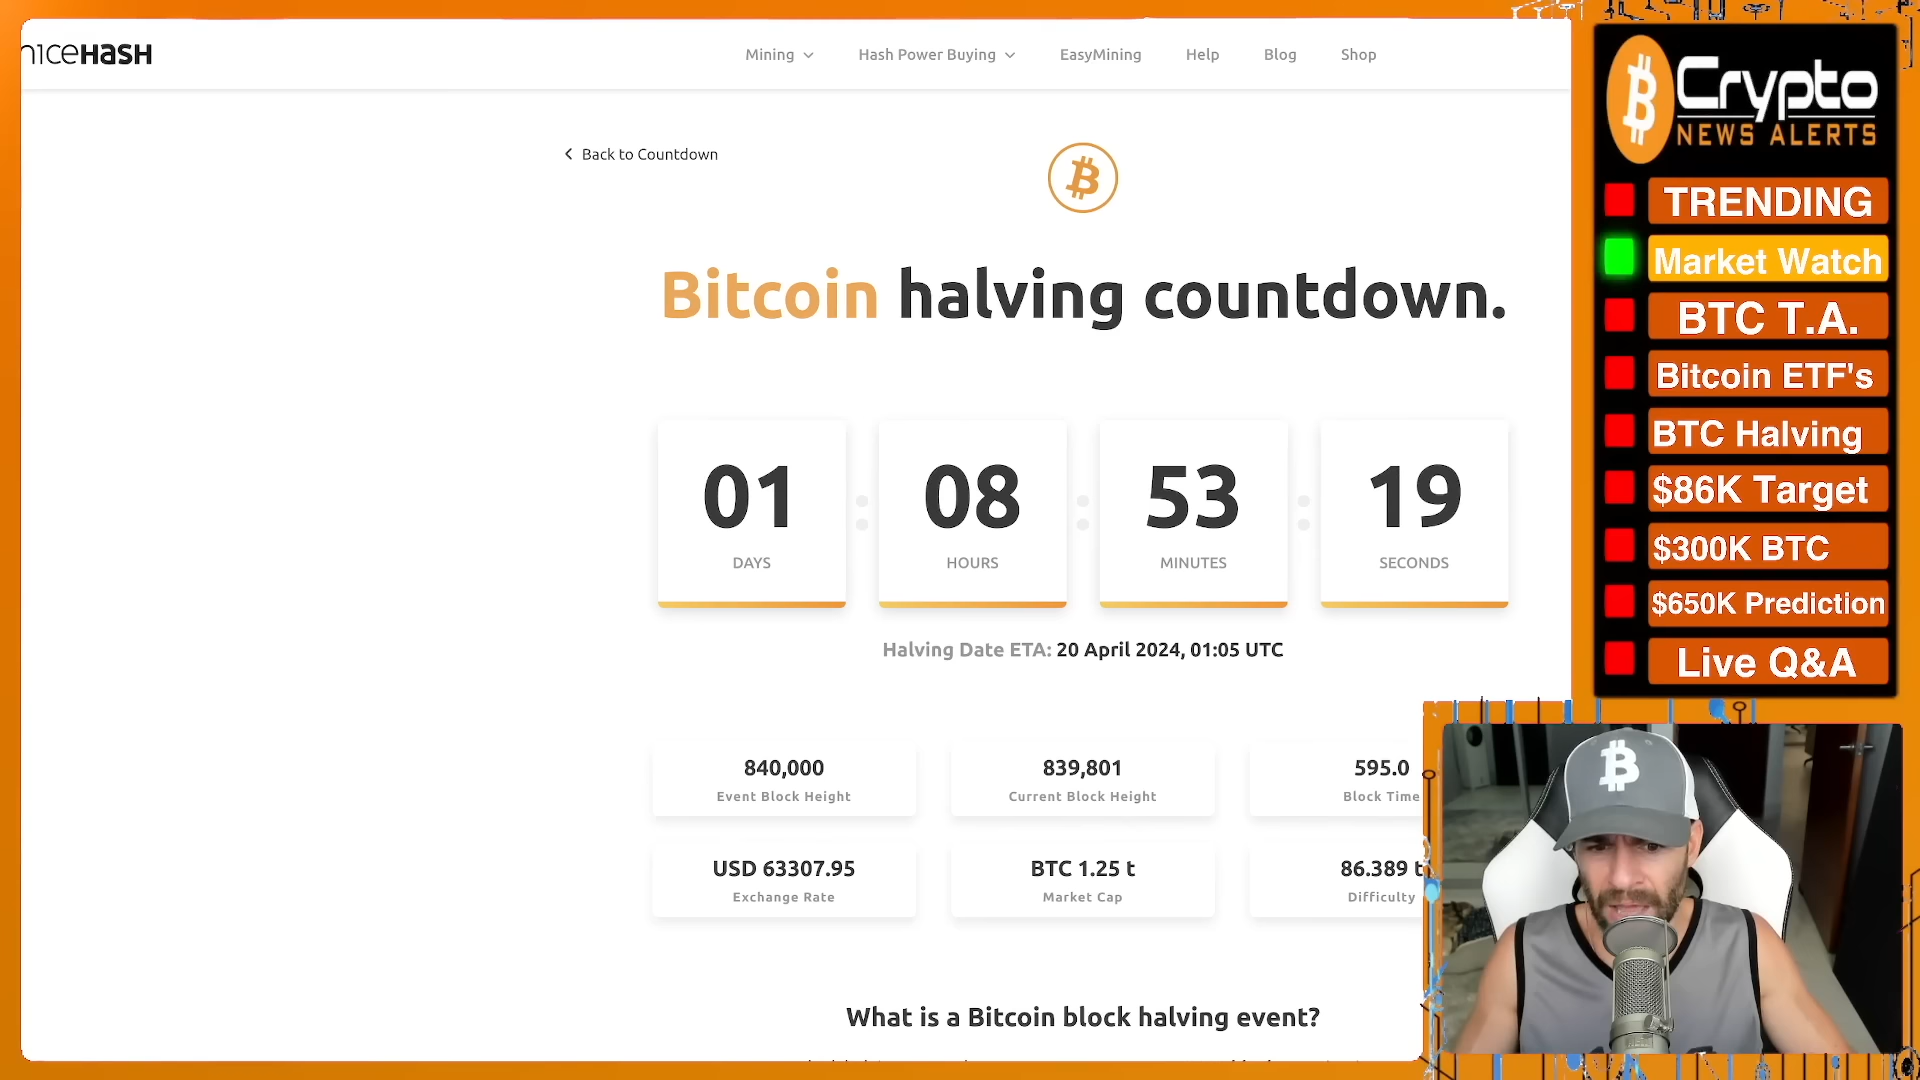 niceHASH
Mining
Hash Power Buying
EasyMining
Help
Blog
Shop
Back to Countdown
Bitcoin halving countdown.
01
DAYS
08
HOURS
53
MINUTES
19
SECONDS
Halving Date ETA: 20 April 2024, 01:05 UTC
840,000
Event Block Height
839,801
Current Block Height
595.0
Block Time
USD 63307.95
Exchange Rate
BTC 1.25 t
Market Cap
86.389 t
Difficulty
What is a Bitcoin block halving event?
Crypto
NEWS ALERTS
TRENDING
Market Watch
BTC T.A.
Bitcoin ETF's
BTC Halving
$86K Target
$300K BTC
$650K Prediction
Live Q&A